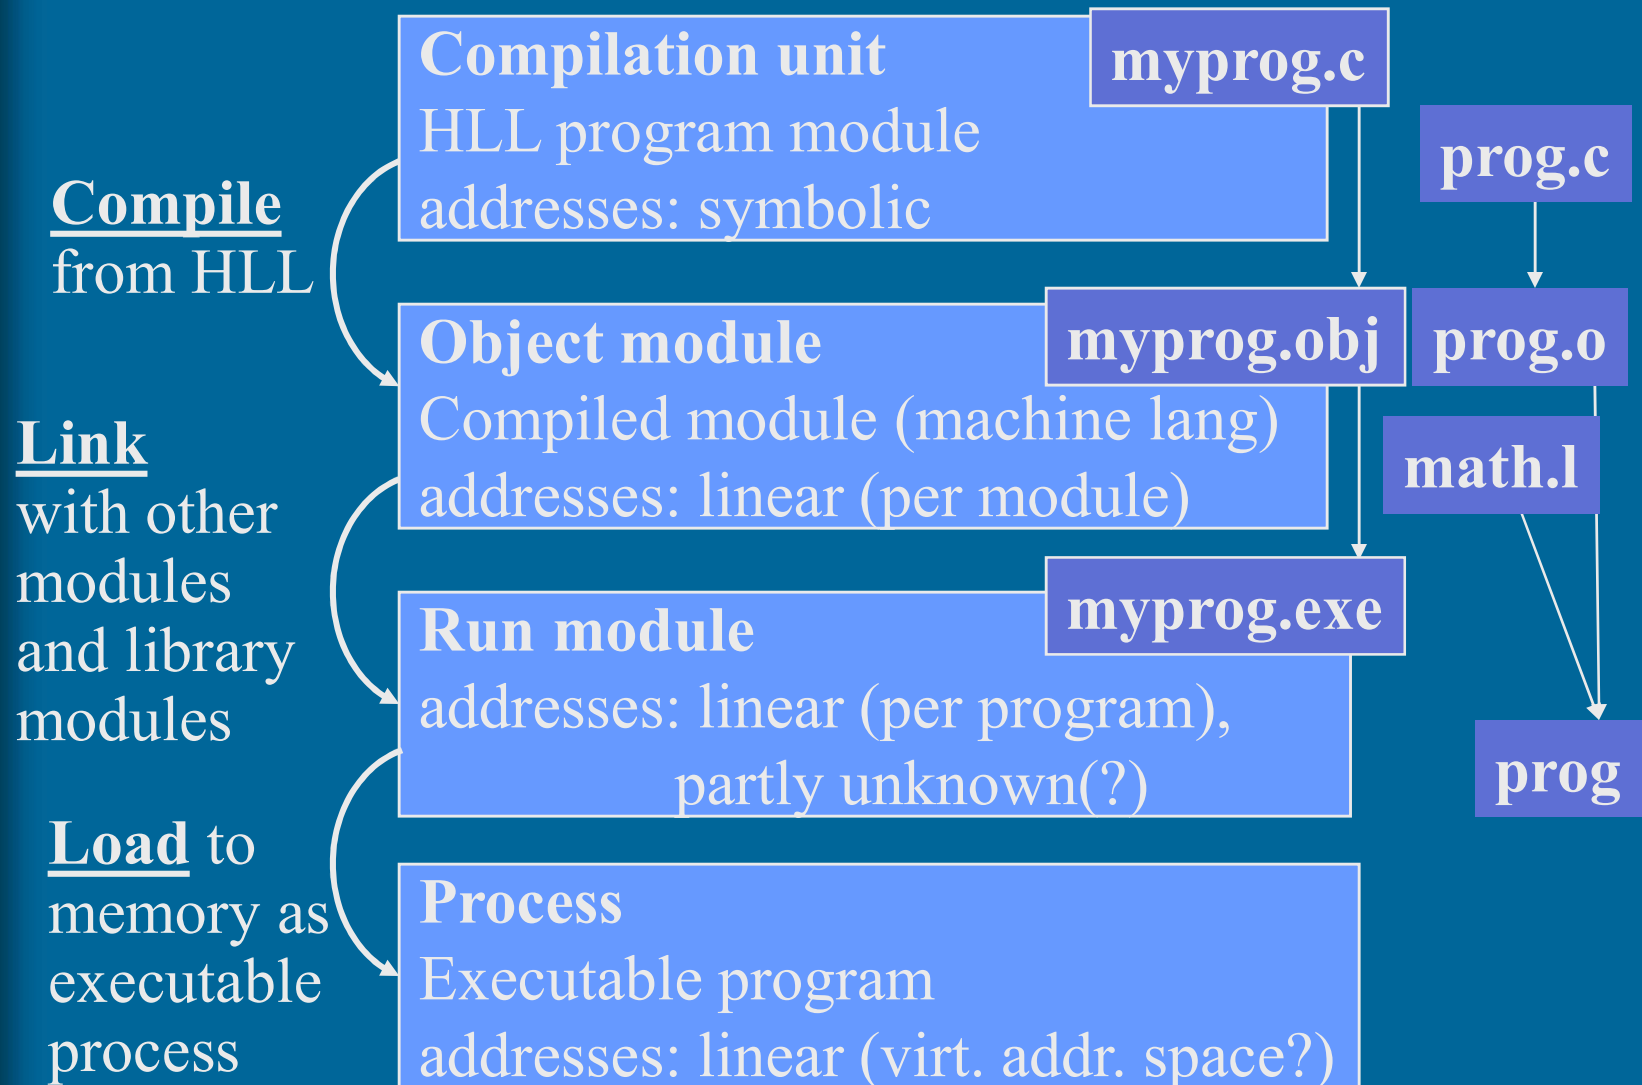 Compilation unit
HLL program module
addresses: symbolic
myprog.c
prog.c
Compile
from HLL
Object module
Compiled module (machine lang)
addresses: linear (per module)
myprog.obj
prog.o
math.l
Link
with other
modules
and library
modules
Run module
addresses: linear (per program),
partly unknown(?)
myprog.exe
prog
Load to
memory as
executable
process
Process
Executable program
addresses: linear (virt. addr. space?)